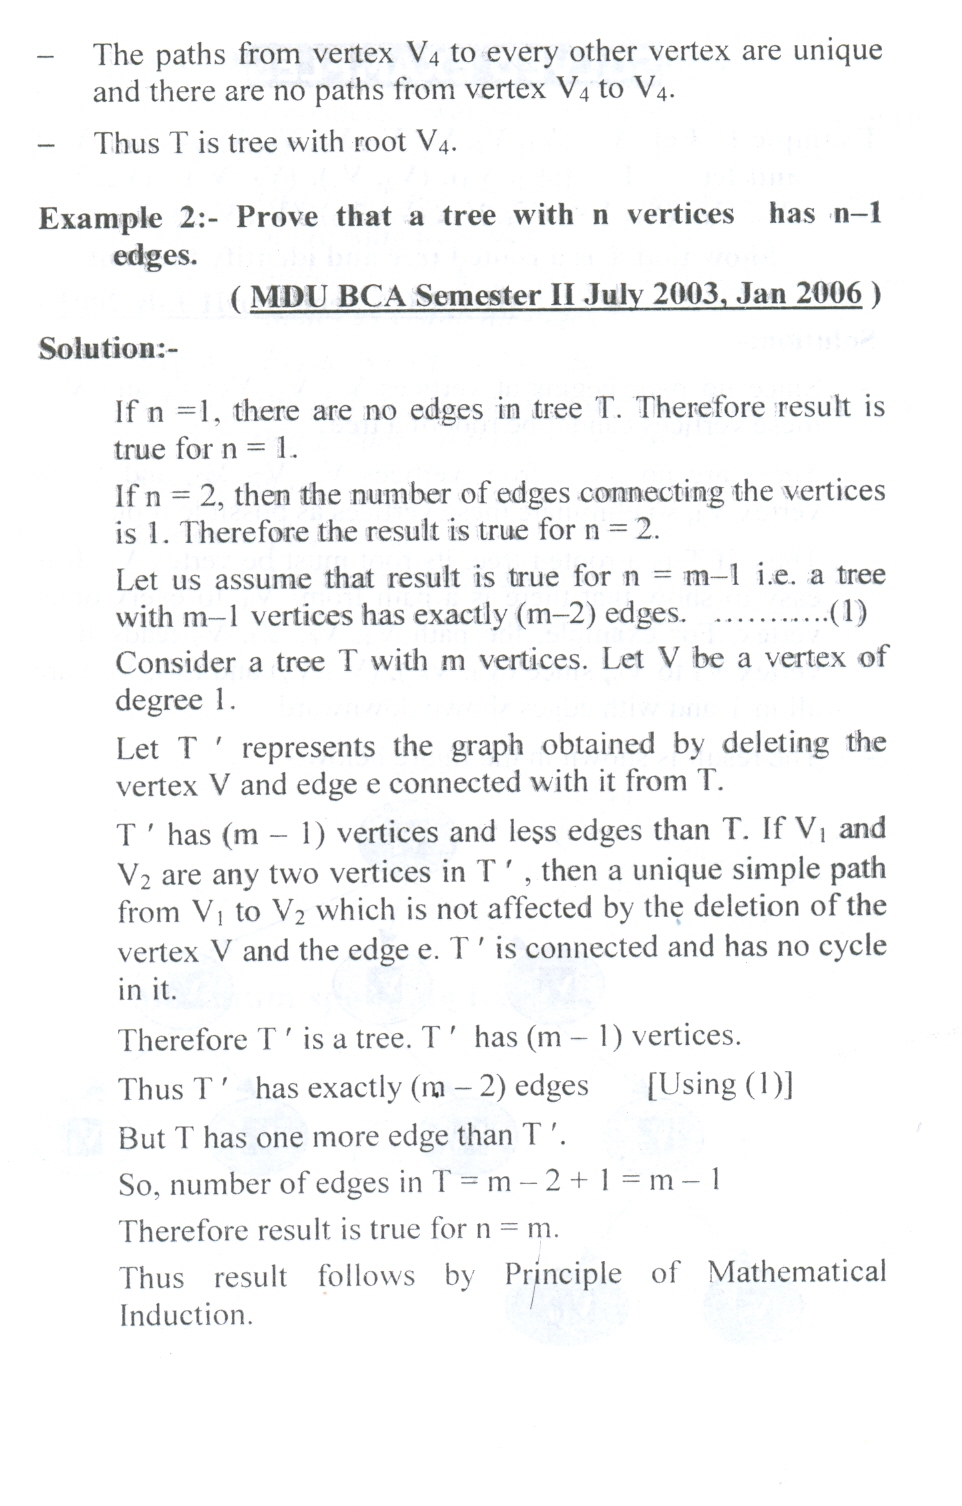 – The paths from vertex V₄ to every other vertex are unique
and there are no paths from vertex V₄ to V₄.
– Thus T is tree with root V₄.
Example 2:- Prove that a tree with n vertices has n–1
edges.
( MDU BCA Semester II July 2003, Jan 2006 )
Solution:-
If n =1, there are no edges in tree T. Therefore result is
true for n = 1.
If n = 2, then the number of edges connecting the vertices
is 1. Therefore the result is true for n = 2.
Let us assume that result is true for n = m–1 i.e. a tree
with m–1 vertices has exactly (m–2) edges. ...........(1)
Consider a tree T with m vertices. Let V be a vertex of
degree 1.
Let T ′ represents the graph obtained by deleting the
vertex V and edge e connected with it from T.
T ′ has (m – 1) vertices and less edges than T. If V₁ and
V₂ are any two vertices in T ′ , then a unique simple path
from V₁ to V₂ which is not affected by the deletion of the
vertex V and the edge e. T ′ is connected and has no cycle
in it.
Therefore T ′ is a tree. T ′ has (m – 1) vertices.
Thus T ′ has exactly (m – 2) edges [Using (1)]
But T has one more edge than T ′.
So, number of edges in T = m – 2 + 1 = m – 1
Therefore result is true for n = m.
Thus result follows by Principle of Mathematical
Induction.